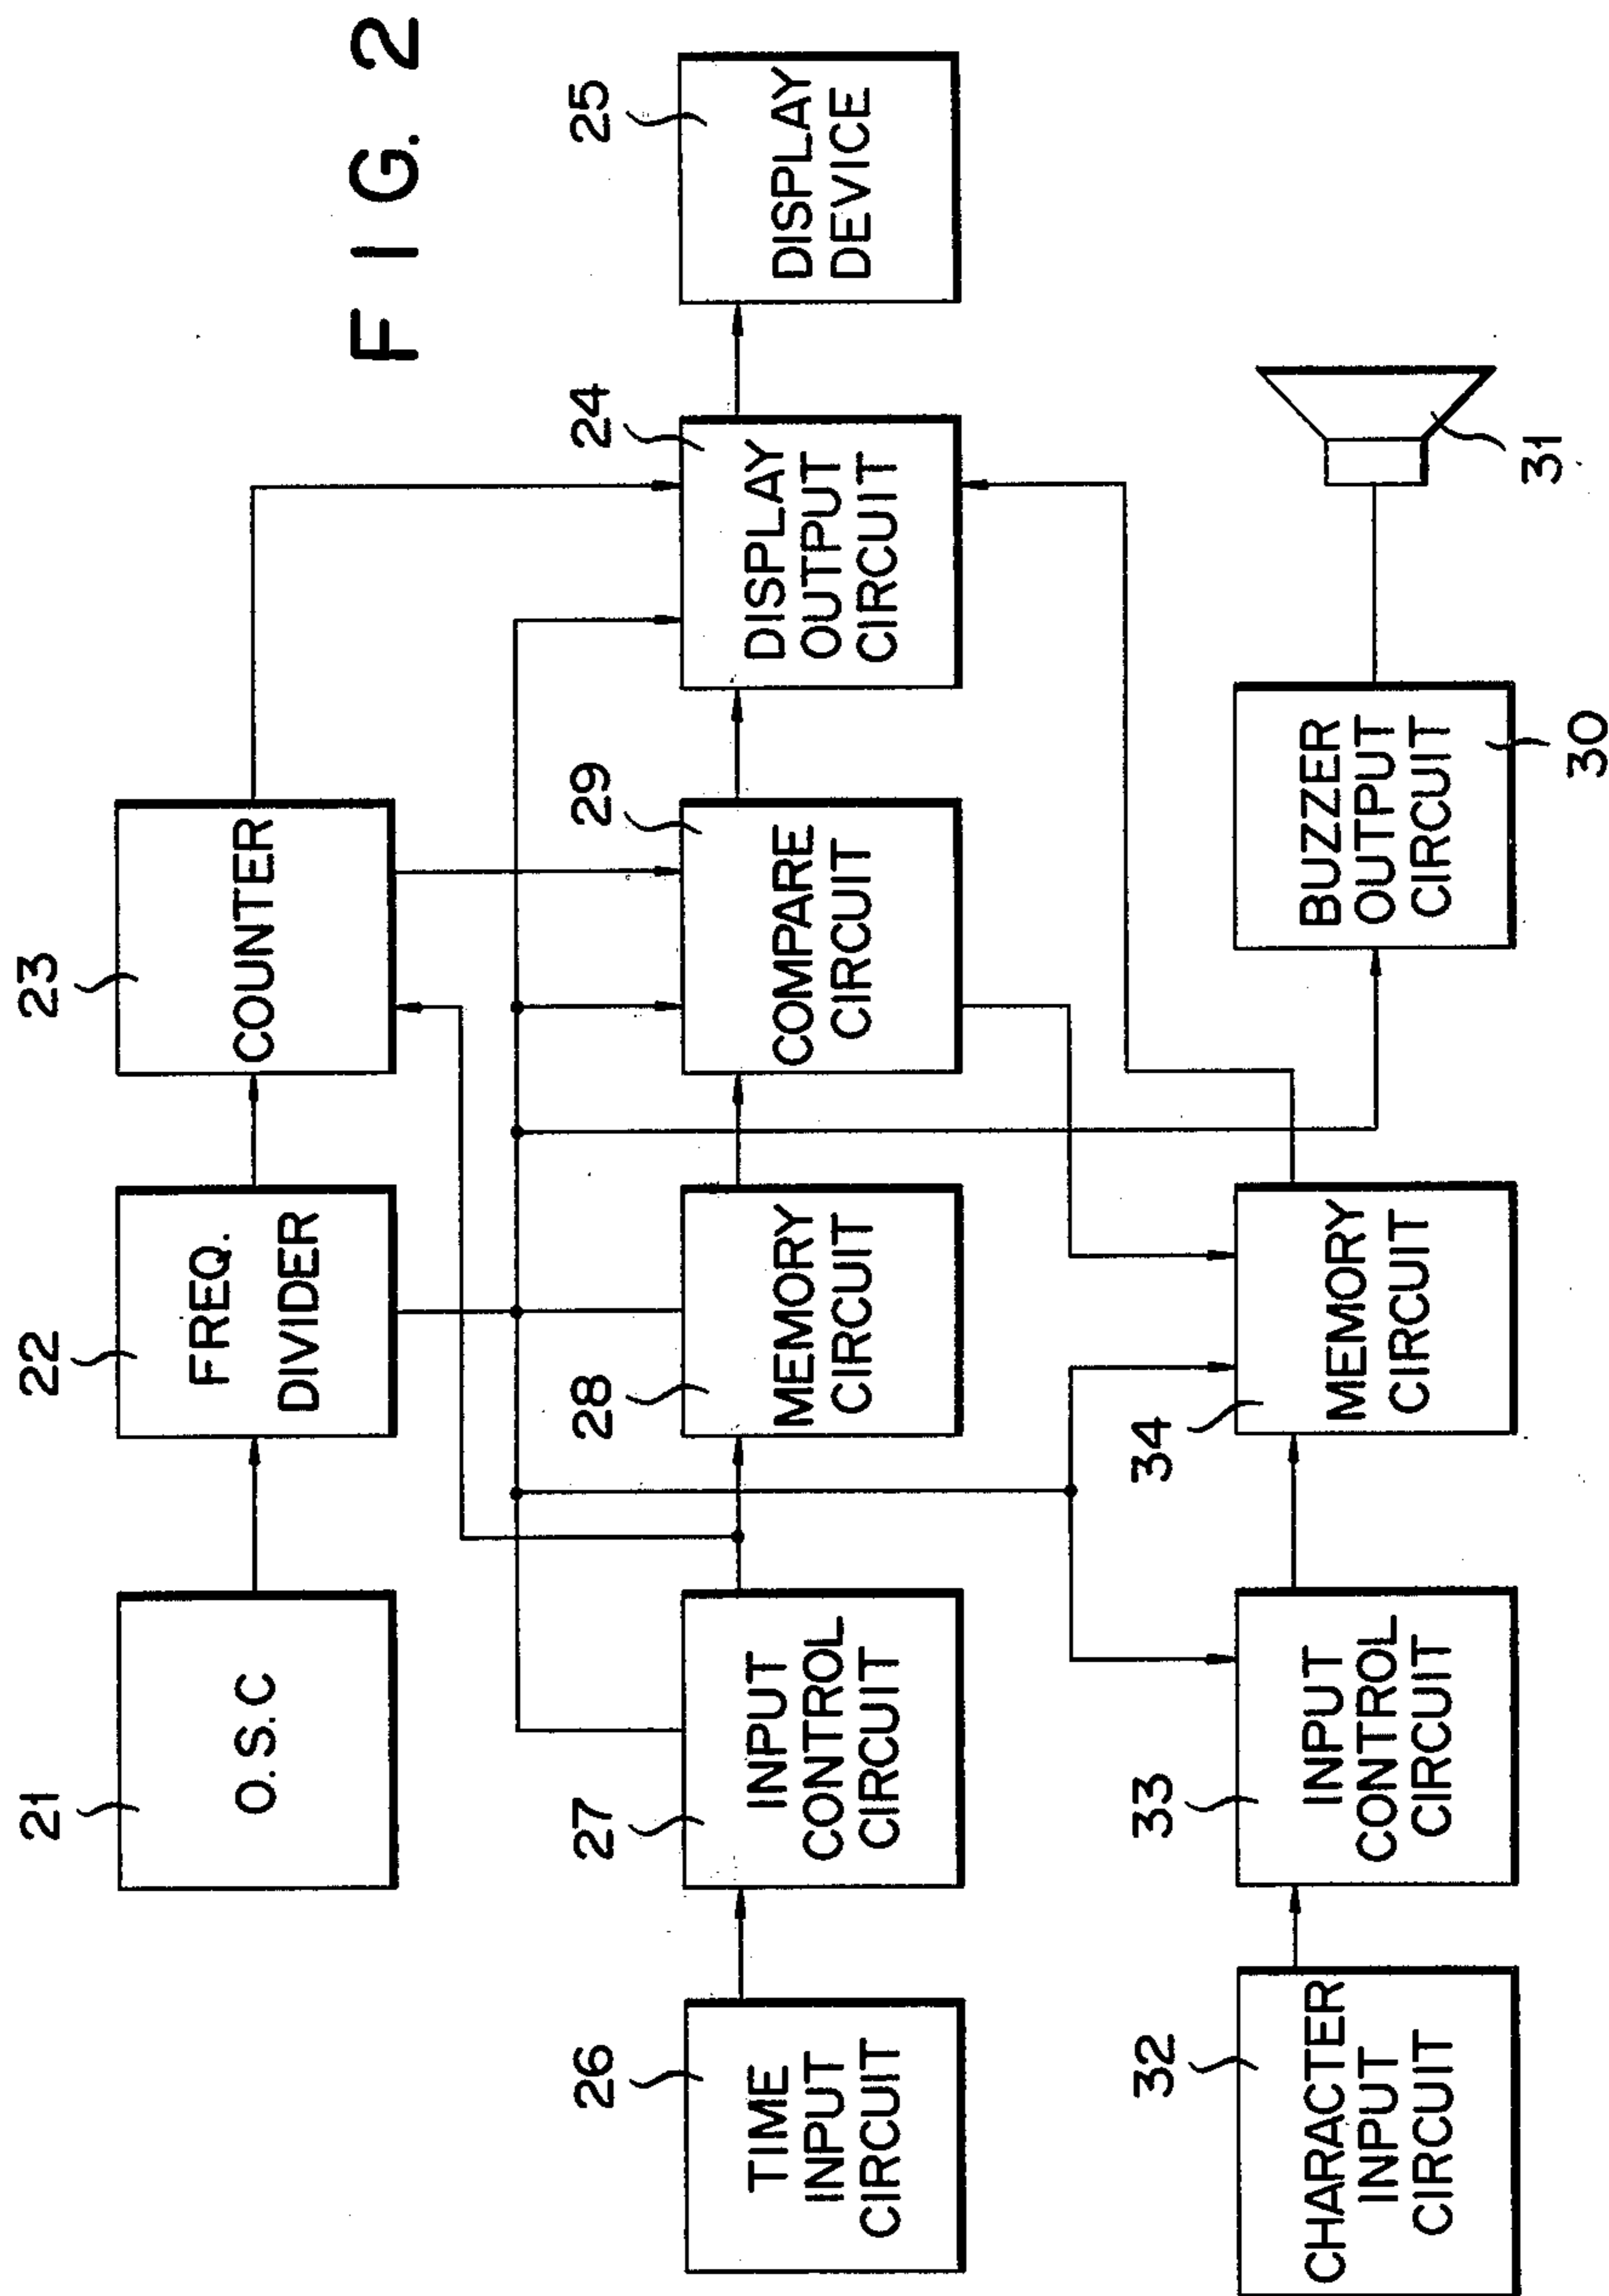 FIG. 2
21
O.S.C
22
FREQ.
DIVIDER
23
COUNTER
26
TIME
INPUT
CIRCUIT
27
INPUT
CONTROL
CIRCUIT
28
MEMORY
CIRCUIT
29
COMPARE
CIRCUIT
24
DISPLAY
OUTPUT
CIRCUIT
25
DISPLAY
DEVICE
32
CHARACTER
INPUT
CIRCUIT
33
INPUT
CONTROL
CIRCUIT
34
MEMORY
CIRCUIT
BUZZER
OUTPUT
CIRCUIT
30
31